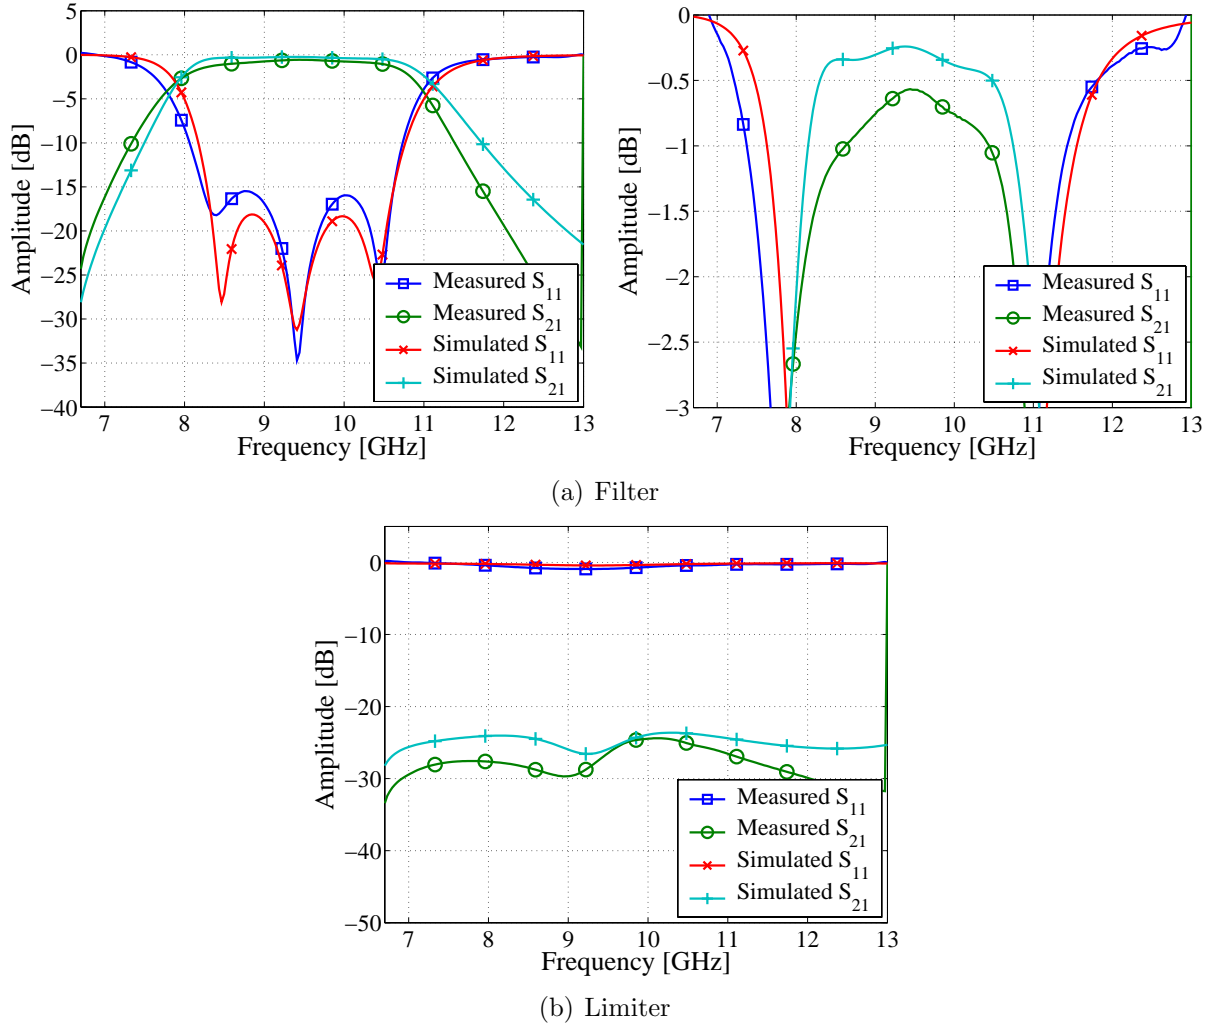 5
0
−5
−10
−15
−20
−25
−30
−35
−40
7 8 9 10 11 12 13
Amplitude [dB]
Frequency [GHz]
Measured S11
Measured S21
Simulated S11
Simulated S21
0
−0.5
−1
−1.5
−2
−2.5
−3
7 8 9 10 11 12 13
Amplitude [dB]
Frequency [GHz]
Measured S11
Measured S21
Simulated S11
Simulated S21
(a) Filter
0
−10
−20
−30
−40
−50
7 8 9 10 11 12 13
Amplitude [dB]
Frequency [GHz]
Measured S11
Measured S21
Simulated S11
Simulated S21
(b) Limiter